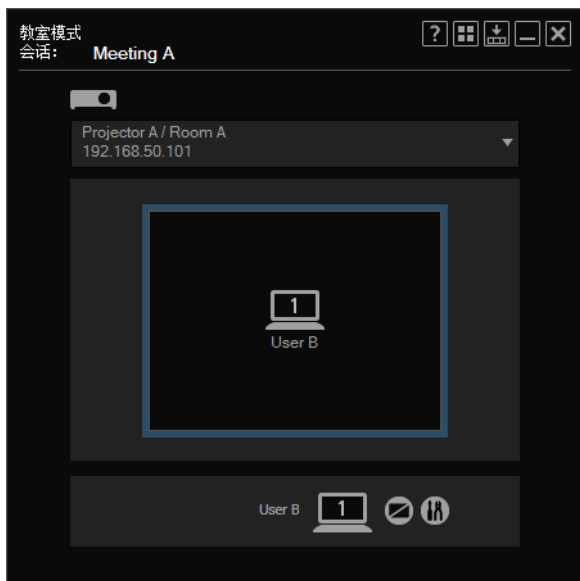 教室模式
会话: Meeting A
?
Projector A / Room A
192.168.50.101
1
User B
User B 1